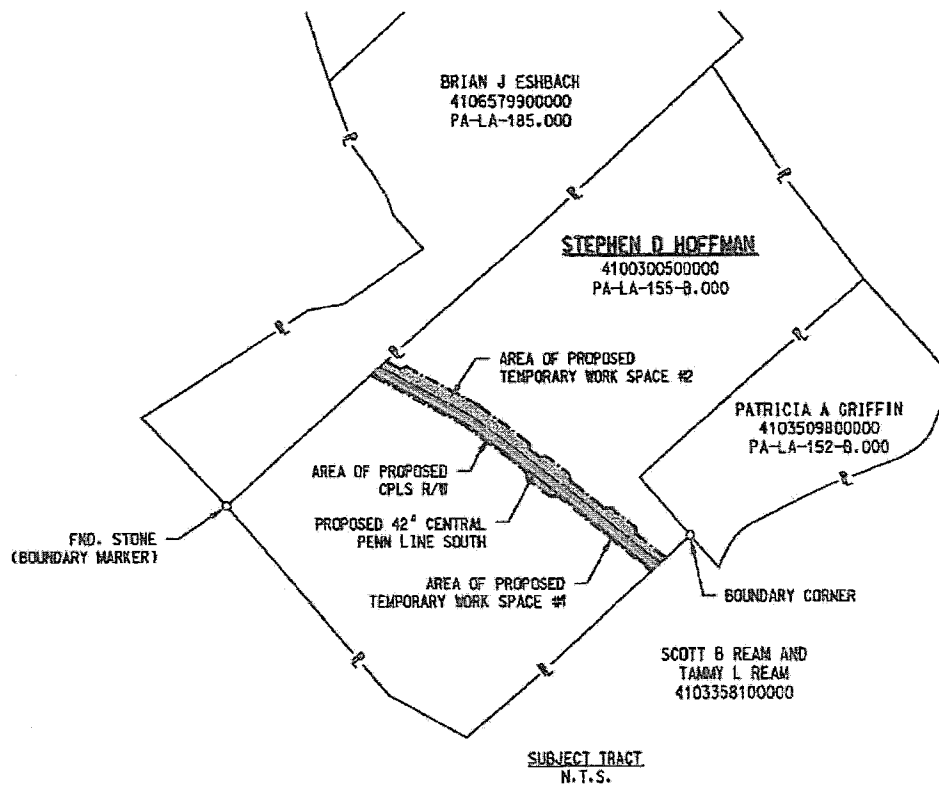 BRIAN J ESHBACH
4106579900000
PA-LA-185.000
STEPHEN D HOFFMAN
4100300500000
PA-LA-155-B.000
AREA OF PROPOSED
TEMPORARY WORK SPACE #2
PATRICIA A GRIFFIN
4103509800000
PA-LA-152-B.000
AREA OF PROPOSED
CPLS R/W
PROPOSED 42" CENTRAL
PENN LINE SOUTH
FND. STONE
(BOUNDARY MARKER)
AREA OF PROPOSED
TEMPORARY WORK SPACE #1
BOUNDARY CORNER
SCOTT B REAM AND
TAMMY L REAM
4103358100000
SUBJECT TRACT
N.T.S.